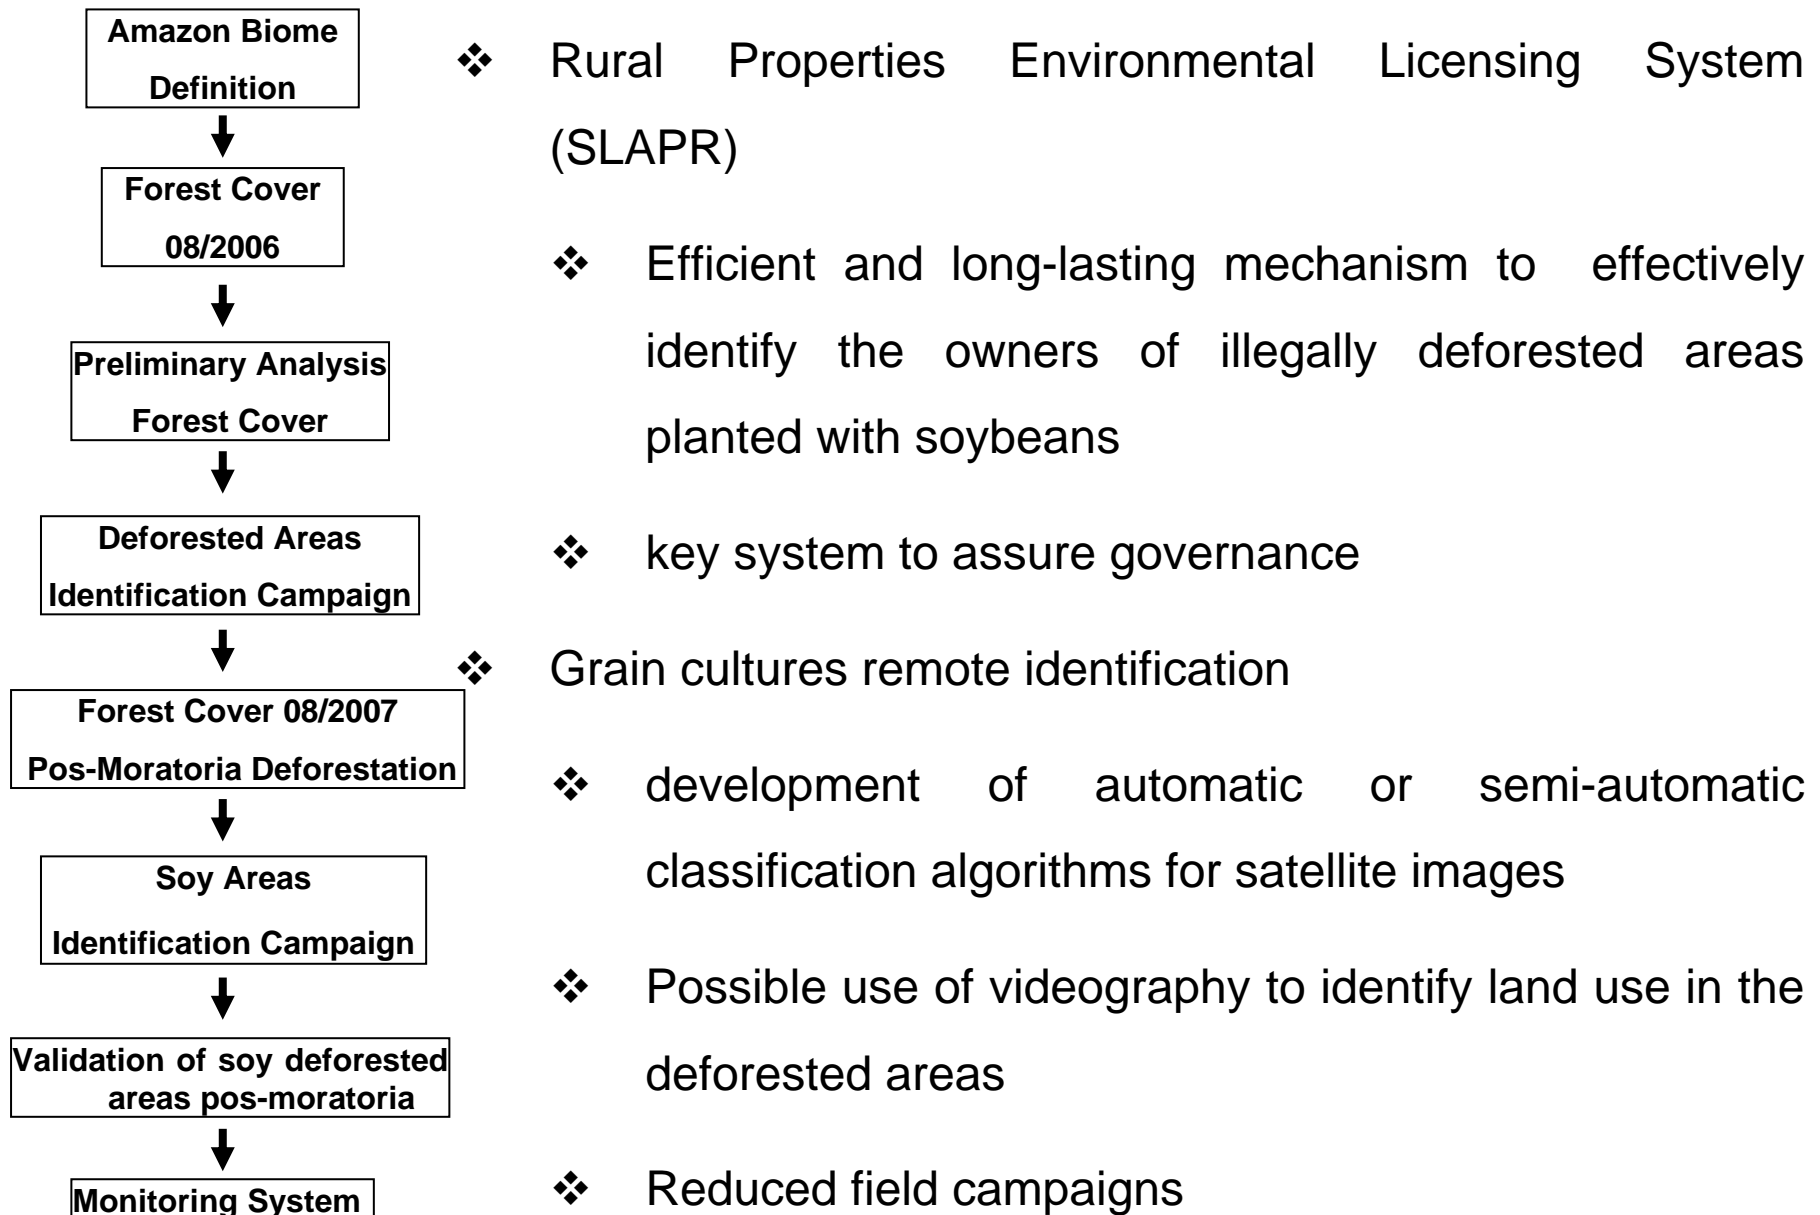 Amazon Biome
Definition
Forest Cover
08/2006
Preliminary Analysis
Forest Cover
Deforested Areas
Identification Campaign
Forest Cover 08/2007
Pos-Moratoria Deforestation
Soy Areas
Identification Campaign
Validation of soy deforested
areas pos-moratoria
Monitoring System
❖ Rural Properties Environmental Licensing System
(SLAPR)
❖ Efficient and long-lasting mechanism to effectively
identify the owners of illegally deforested areas
planted with soybeans
❖ key system to assure governance
❖ Grain cultures remote identification
❖ development of automatic or semi-automatic
classification algorithms for satellite images
❖ Possible use of videography to identify land use in the
deforested areas
❖ Reduced field campaigns